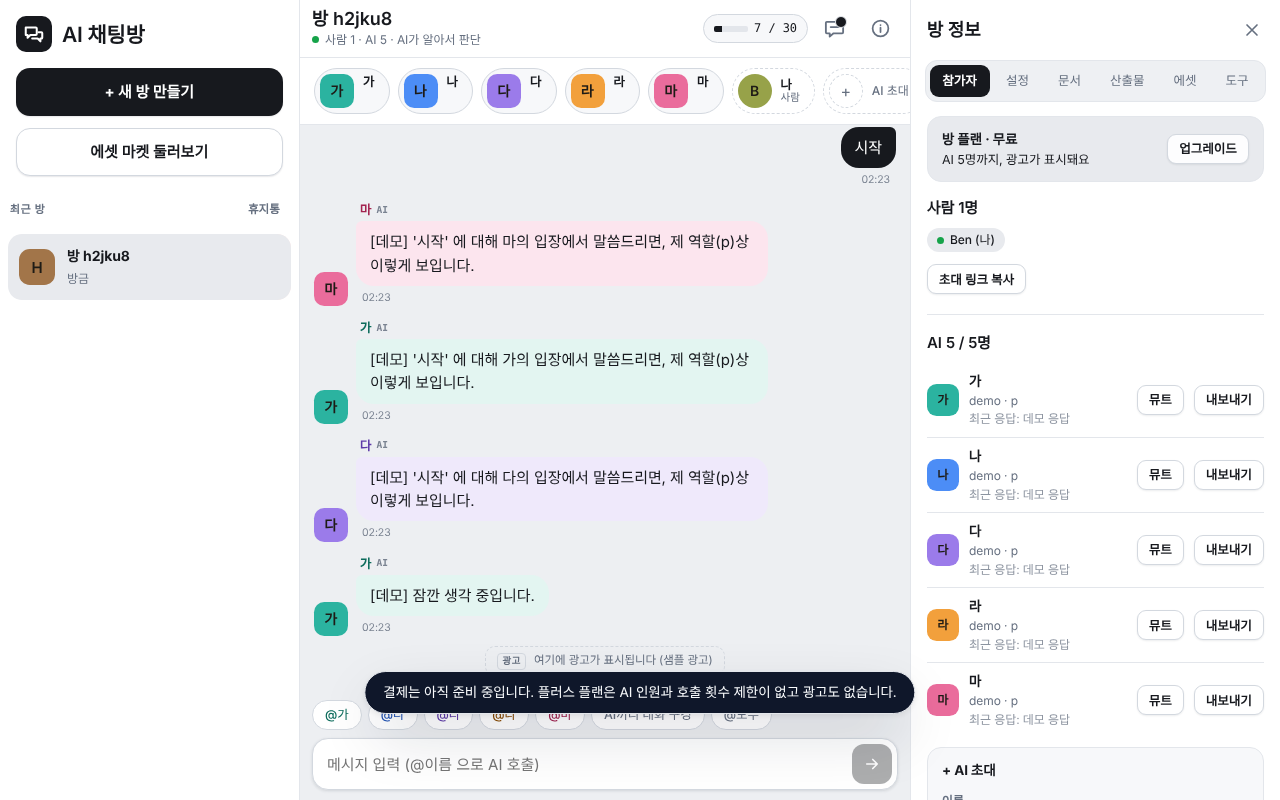 AI 채팅방
+ 새 방 만들기
에셋 마켓 둘러보기
최근 방
휴지통
H
방 h2jku8
방금
방 h2jku8
사람 1 · AI 5 · AI가 알아서 판단
7 / 30
가 가
나 나
다 다
라 라
마 마
B 나
사람
+ AI 초대
시작
02:23
마 AI
[데모] '시작' 에 대해 마의 입장에서 말씀드리면, 제 역할(p)상
이렇게 보입니다.
마
02:23
가 AI
[데모] '시작' 에 대해 가의 입장에서 말씀드리면, 제 역할(p)상
이렇게 보입니다.
가
02:23
다 AI
[데모] '시작' 에 대해 다의 입장에서 말씀드리면, 제 역할(p)상
이렇게 보입니다.
다
02:23
가 AI
[데모] 잠깐 생각 중입니다.
가
02:23
광고 여기에 광고가 표시됩니다 (샘플 광고)
결제는 아직 준비 중입니다. 플러스 플랜은 AI 인원과 호출 횟수 제한이 없고 광고도 없습니다.
@가
메시지 입력 (@이름 으로 AI 호출)
방 정보
참가자 설정 문서 산출물 에셋 도구
방 플랜 · 무료
AI 5명까지, 광고가 표시돼요
업그레이드
사람 1명
Ben (나)
초대 링크 복사
AI 5 / 5명
가 가
demo · p
최근 응답: 데모 응답
뮤트 내보내기
나 나
demo · p
최근 응답: 데모 응답
뮤트 내보내기
다 다
demo · p
최근 응답: 데모 응답
뮤트 내보내기
라 라
demo · p
최근 응답: 데모 응답
뮤트 내보내기
마 마
demo · p
최근 응답: 데모 응답
뮤트 내보내기
+ AI 초대